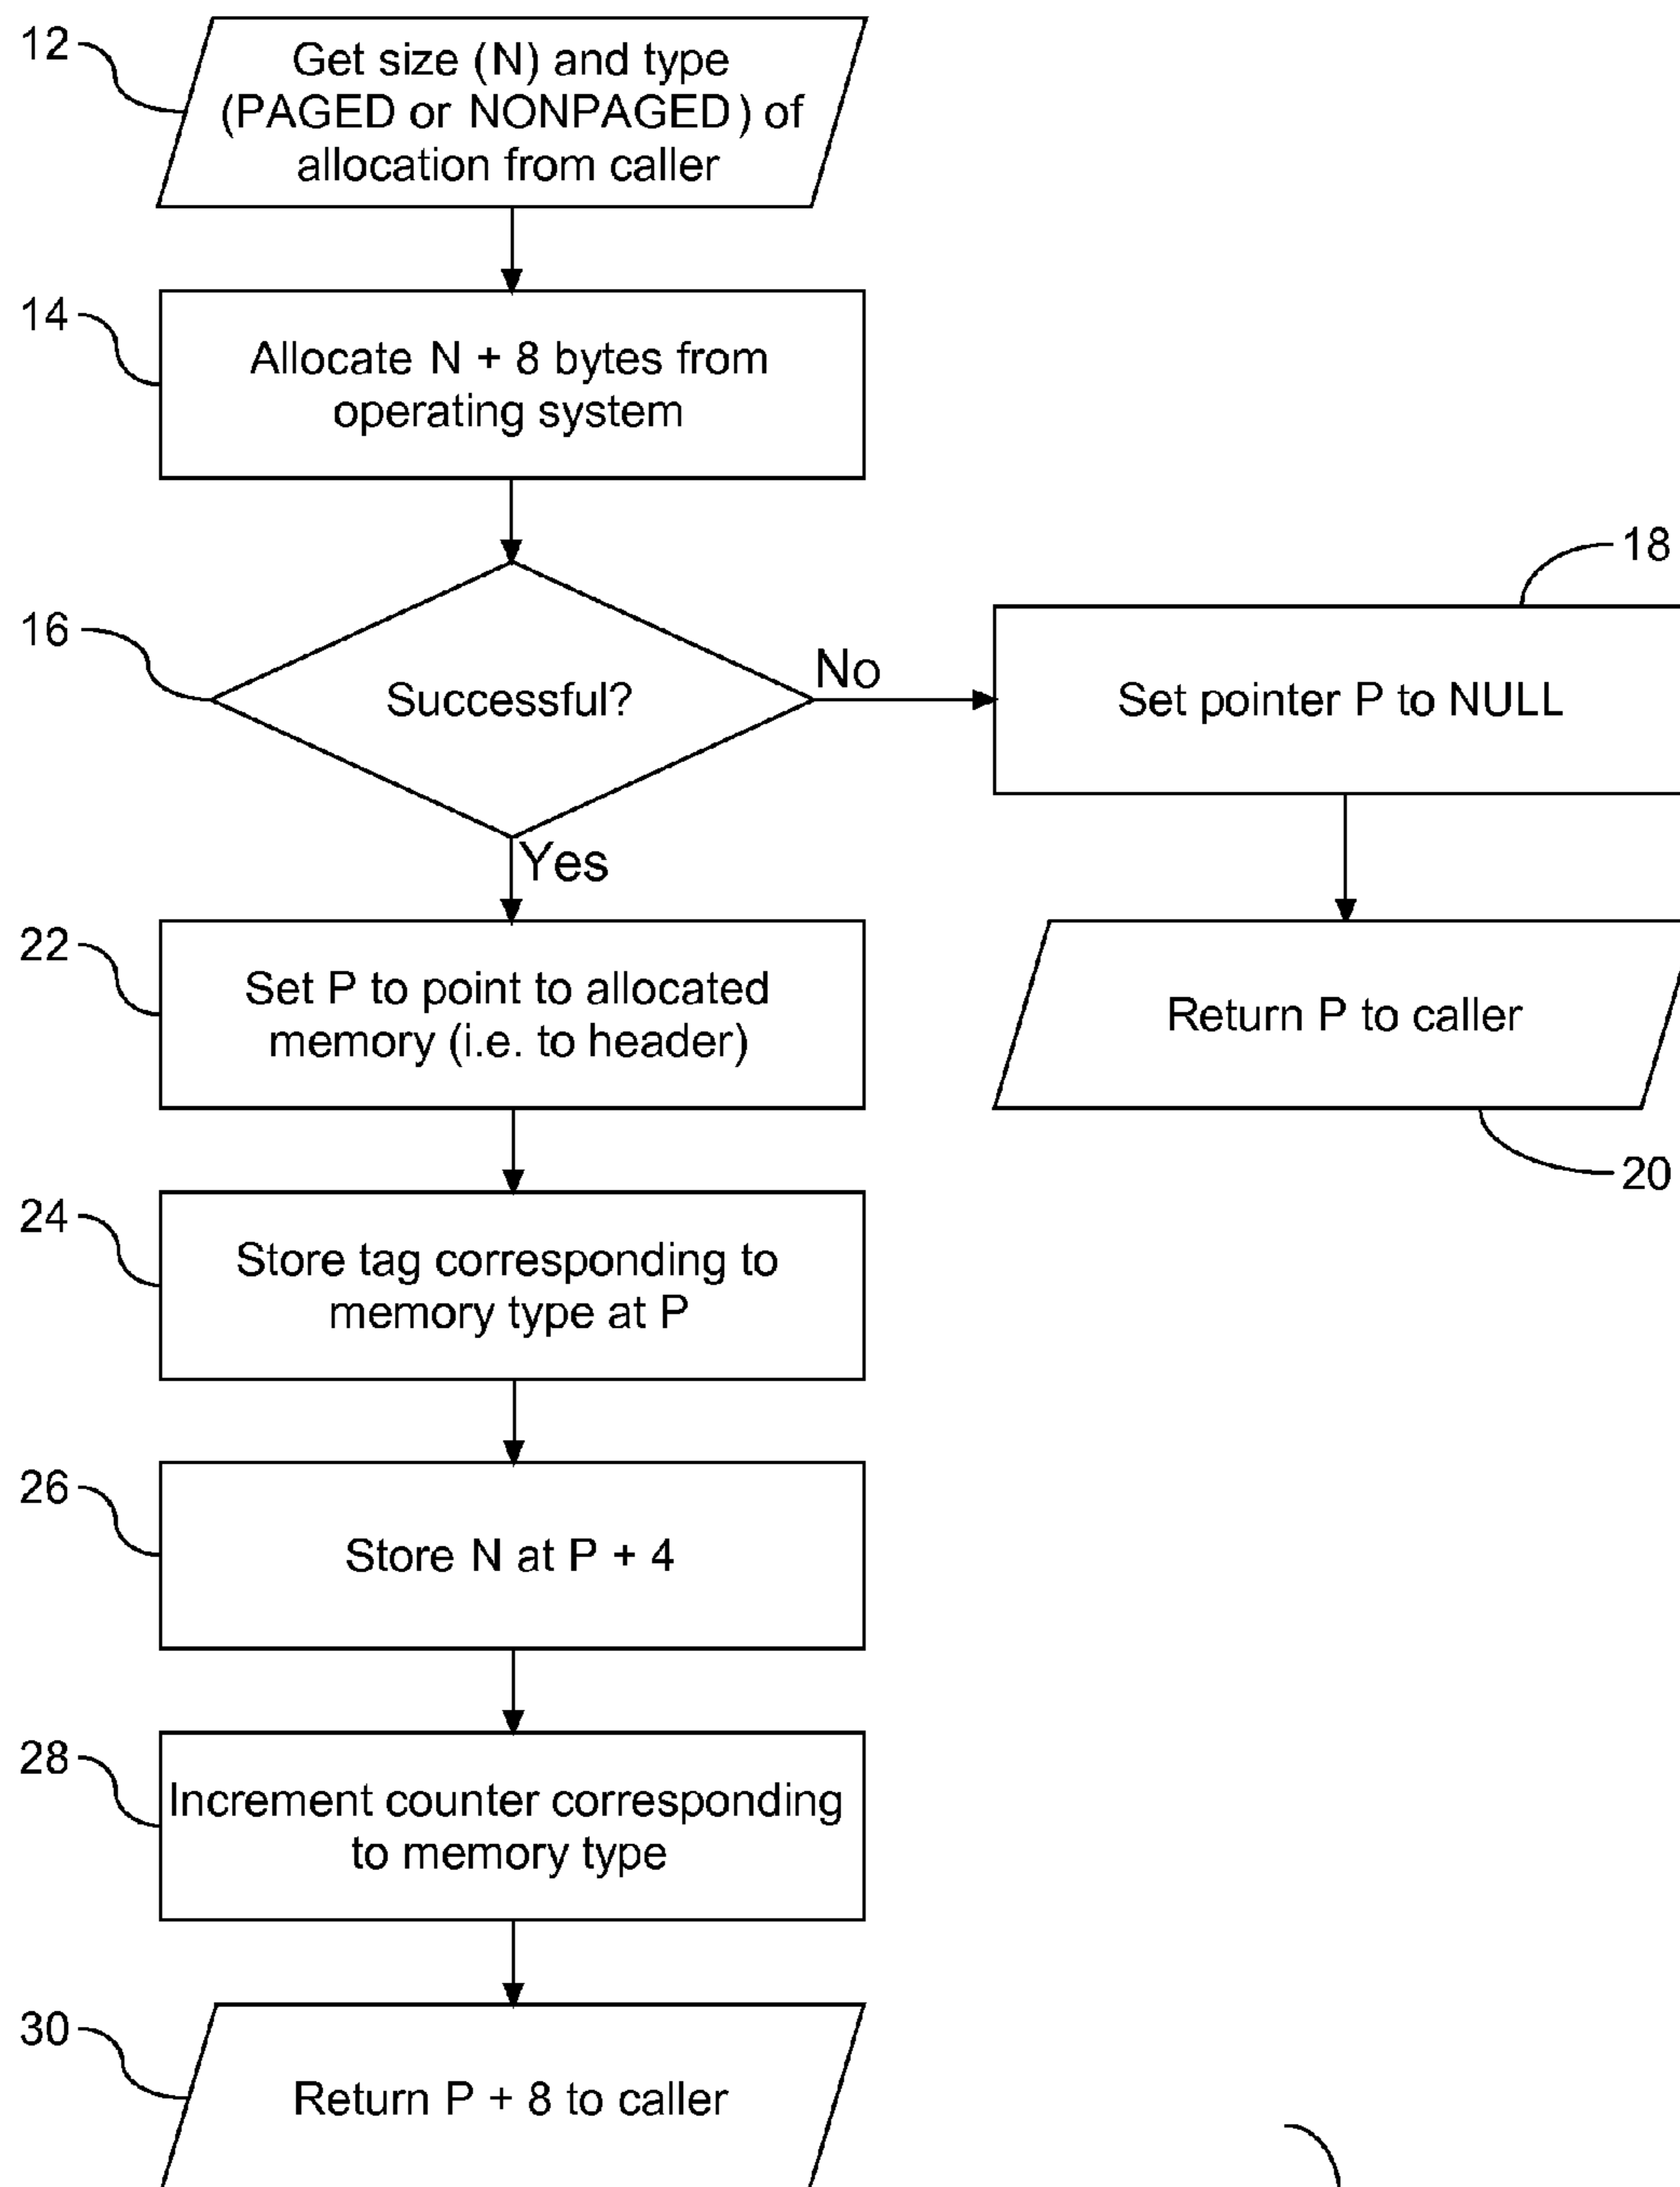 12
Get size (N) and type
(PAGED or NONPAGED) of
allocation from caller
14
Allocate N + 8 bytes from
operating system
16
Successful?
No
18
Set pointer P to NULL
Yes
22
Set P to point to allocated
memory (i.e. to header)
Return P to caller
20
24
Store tag corresponding to
memory type at P
26
Store N at P + 4
28
Increment counter corresponding
to memory type
30
Return P + 8 to caller